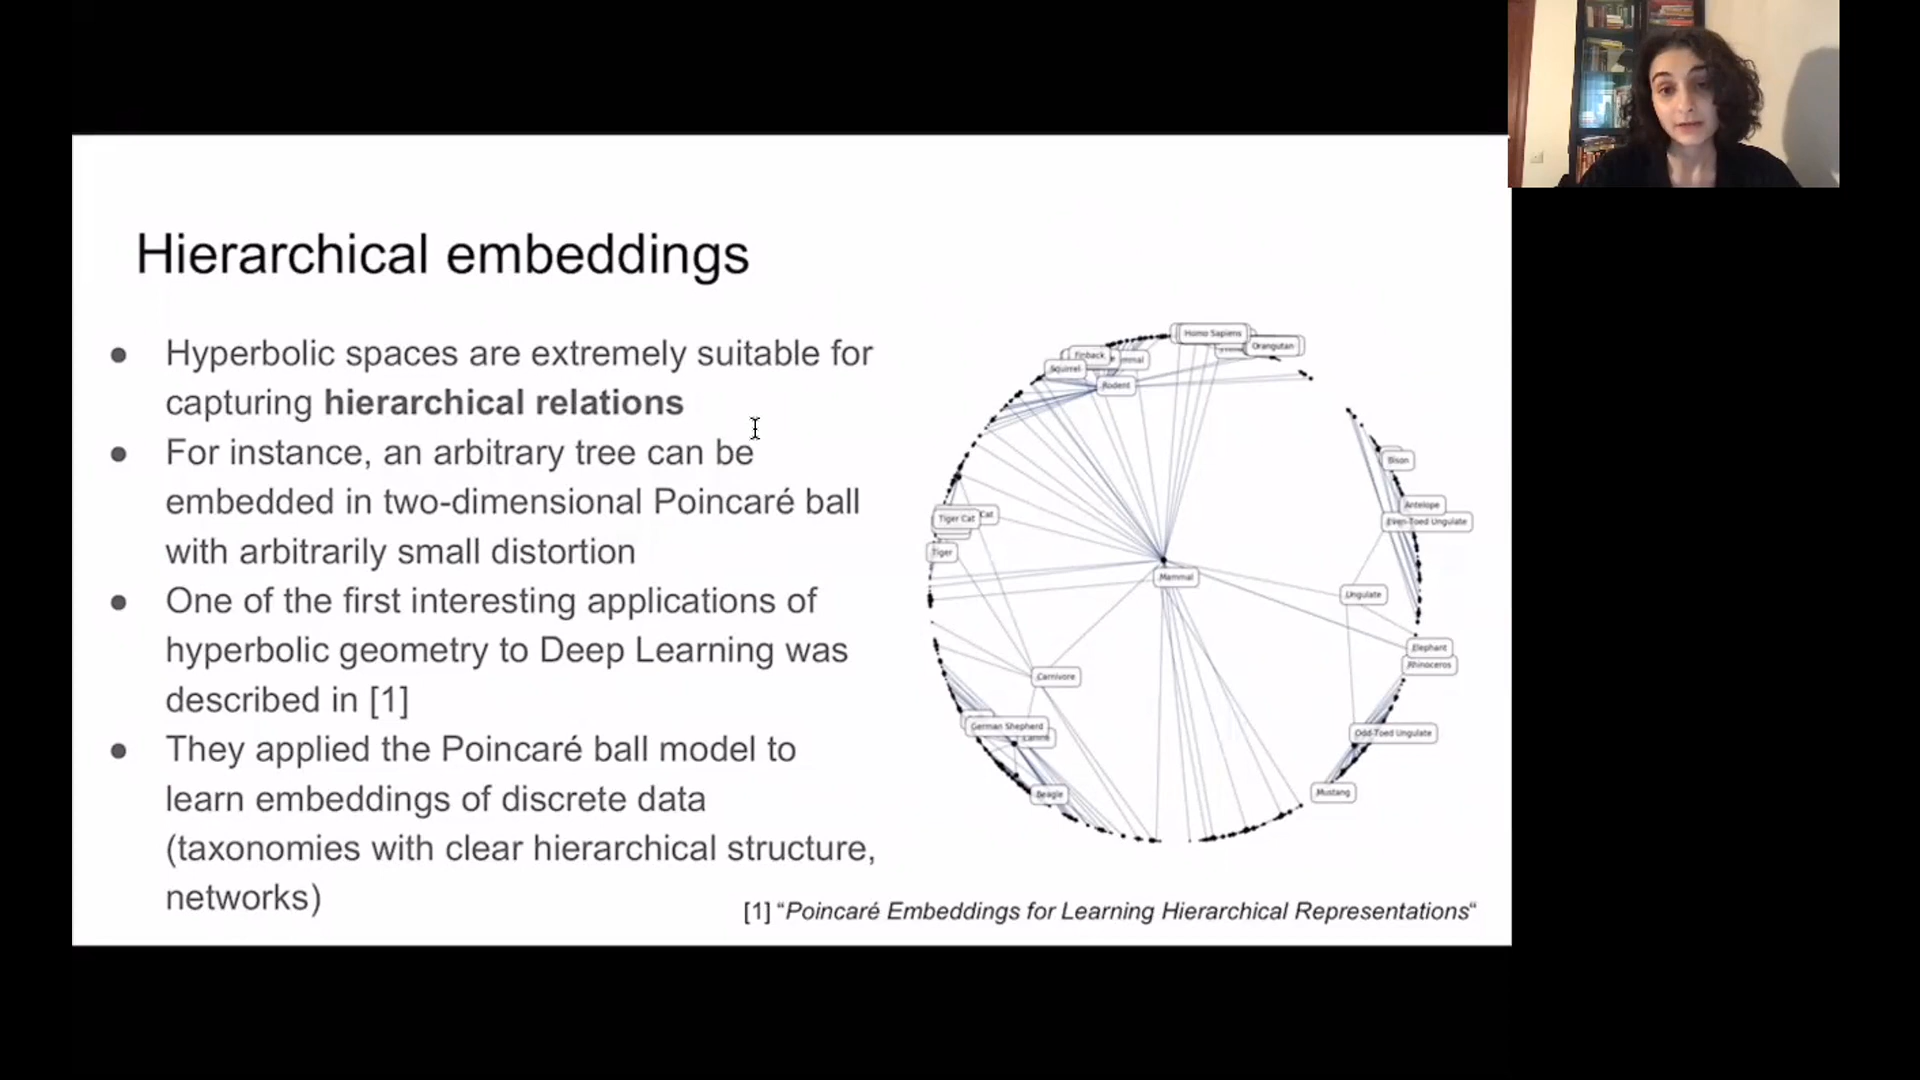 Hierarchical embeddings
● Hyperbolic spaces are extremely suitable for
capturing hierarchical relations
● For instance, an arbitrary tree can be
embedded in two-dimensional Poincaré ball
with arbitrarily small distortion
● One of the first interesting applications of
hyperbolic geometry to Deep Learning was
described in [1]
● They applied the Poincaré ball model to
learn embeddings of discrete data
(taxonomies with clear hierarchical structure,
networks)
Homo Sapiens
Orangutan
Finback
Squirrel
Rodent
Bison
Antelope
Even-Toed Ungulate
Tiger Cat
Cat
Tiger
Mammal
Ungulate
Elephant
Rhinoceros
Carnivore
German Shepherd
Canine
Odd-Toed Ungulate
Beagle
Mustang
[1] “Poincaré Embeddings for Learning Hierarchical Representations“